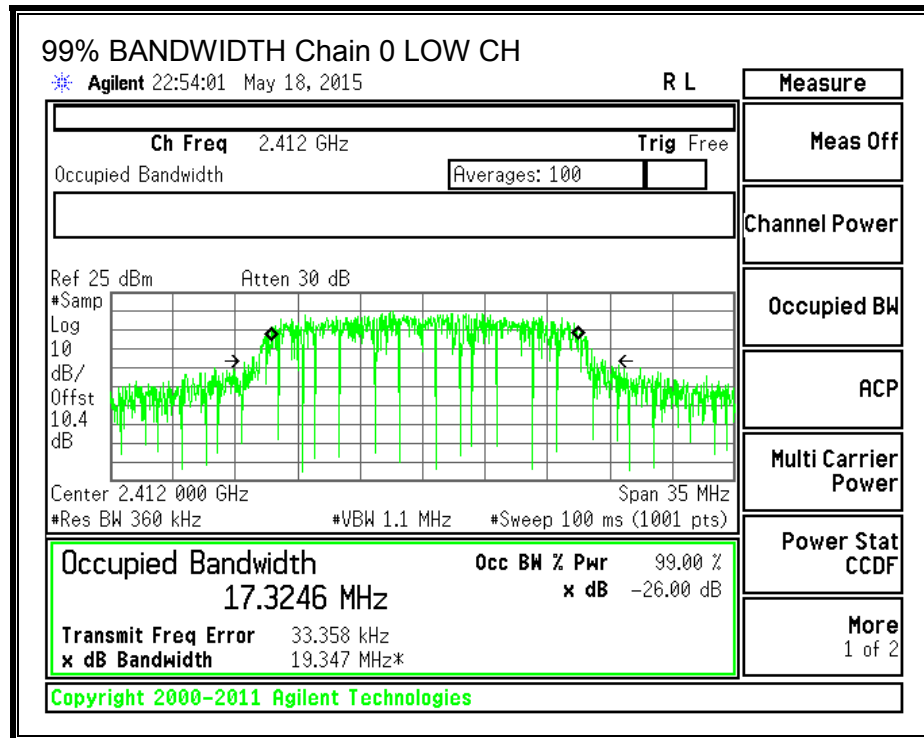 99% BANDWIDTH Chain 0 LOW CH
Agilent 22:54:01 May 18, 2015 R L
Measure
Ch Freq 2.412 GHz Trig Free
Meas Off
Occupied Bandwidth Averages: 100
Channel Power
Ref 25 dBm Atten 30 dB
#Samp
Log
10
dB/
Offst
10.4
dB
Occupied BW
ACP
Multi Carrier
Power
Center 2.412 000 GHz Span 35 MHz
#Res BW 360 kHz #VBW 1.1 MHz #Sweep 100 ms (1001 pts)
Power Stat
CCDF
Occupied Bandwidth Occ BW % Pwr 99.00 %
17.3246 MHz x dB -26.00 dB
Transmit Freq Error 33.358 kHz
x dB Bandwidth 19.347 MHz*
More
1 of 2
Copyright 2000-2011 Agilent Technologies